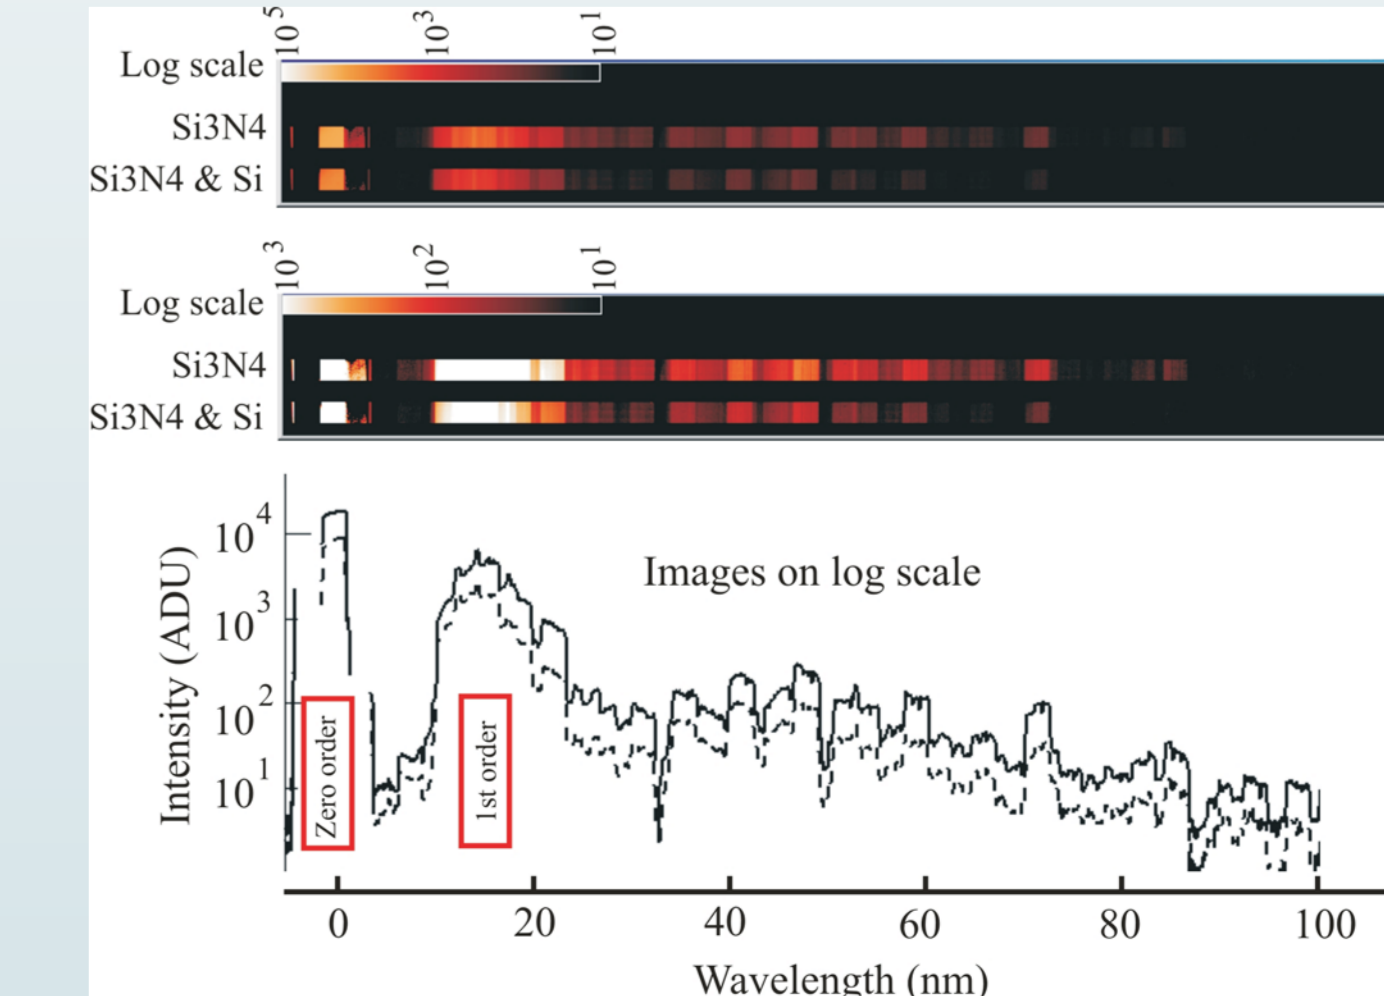 10^5 10^3 10^1
Log scale
Si3N4
Si3N4 & Si
10^3 10^2 10^1
Log scale
Si3N4
Si3N4 & Si
Images on log scale
Intensity (ADU)
10^4
10^3
10^2
10^1
Zero order
1st order
0 20 40 60 80 100
Wavelength (nm)